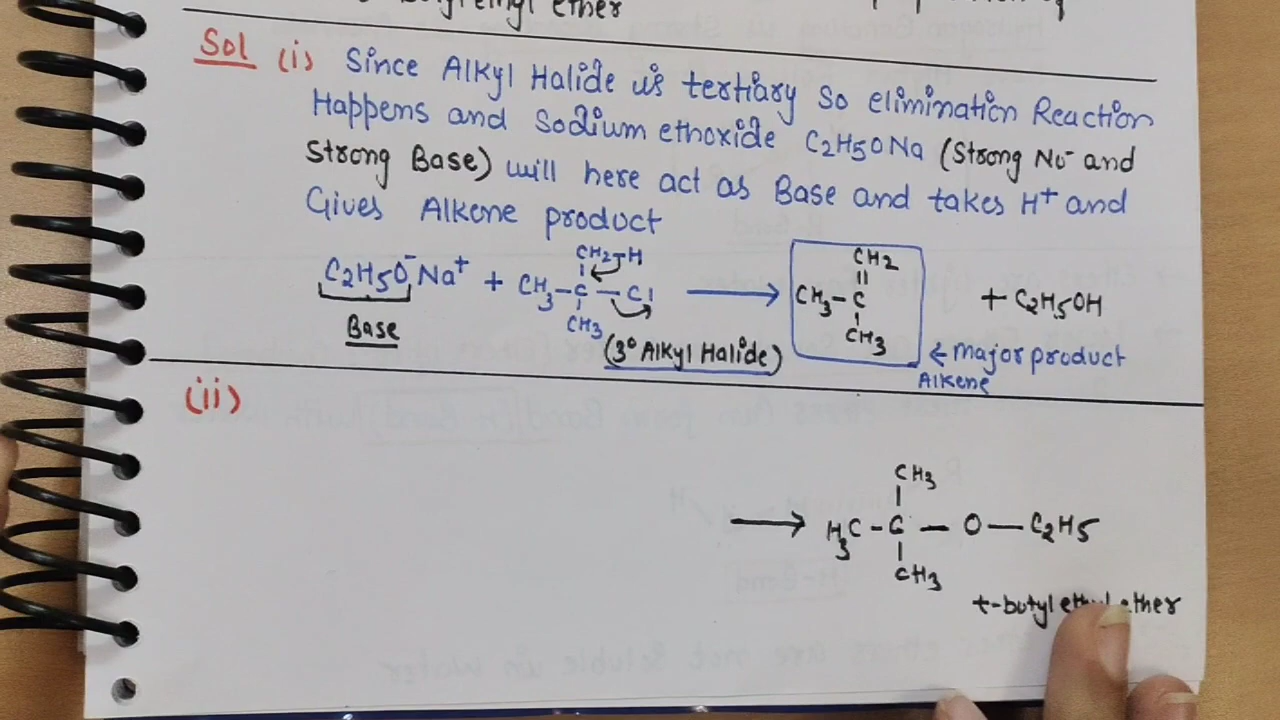 ether
Sol (i) Since Alkyl Halide is tertiary so elimination Reaction
Happens and Sodium ethoxide C2H5ONa (Strong Nu⁻ and
Strong Base) will here act as Base and takes H⁺ and
Gives Alkene product
CH2-H
CH2
C2H5O⁻Na⁺ + CH3-C-Cl → CH3-C + C2H5OH
CH3
CH3
Base
(3° Alkyl Halide)
← Major product
Alkene
(ii)
CH3
→ H3C-C-O-C2H5
CH3
t-butyl ethyl ether